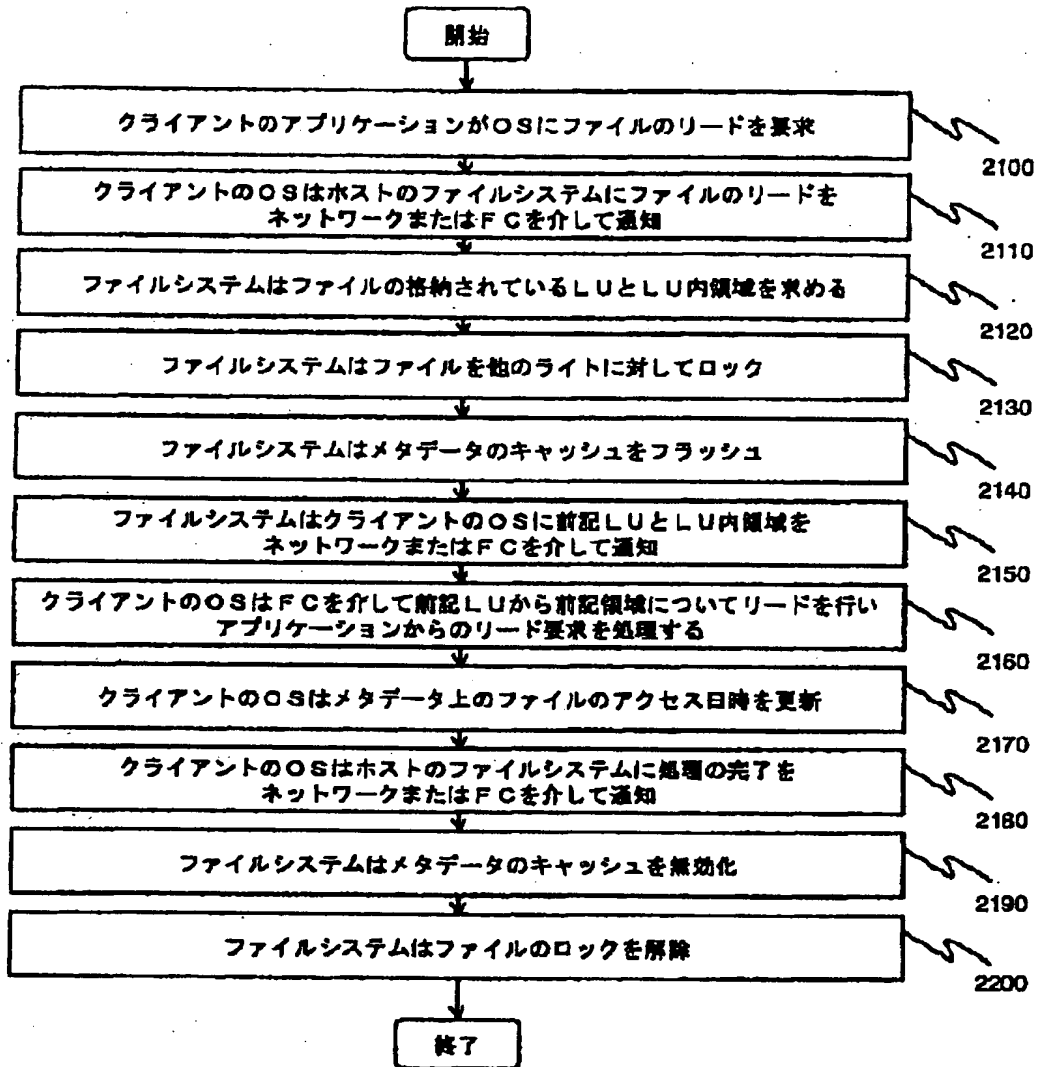 開始
クライアントのアプリケーションがOSにファイルのリードを要求
2100
クライアントのOSはホストのファイルシステムにファイルのリードを
ネットワークまたはFCを介して通知
2110
ファイルシステムはファイルの格納されているLUとLU内領域を求める
2120
ファイルシステムはファイルを他のライトに対してロック
2130
ファイルシステムはメタデータのキャッシュをフラッシュ
2140
ファイルシステムはクライアントのOSに前記LUとLU内領域を
ネットワークまたはFCを介して通知
2150
クライアントのOSはFCを介して前記LUから前記領域についてリードを行い
アプリケーションからのリード要求を処理する
2160
クライアントのOSはメタデータ上のファイルのアクセス日時を更新
2170
クライアントのOSはホストのファイルシステムに処理の完了を
ネットワークまたはFCを介して通知
2180
ファイルシステムはメタデータのキャッシュを無効化
2190
ファイルシステムはファイルのロックを解除
2200
終了